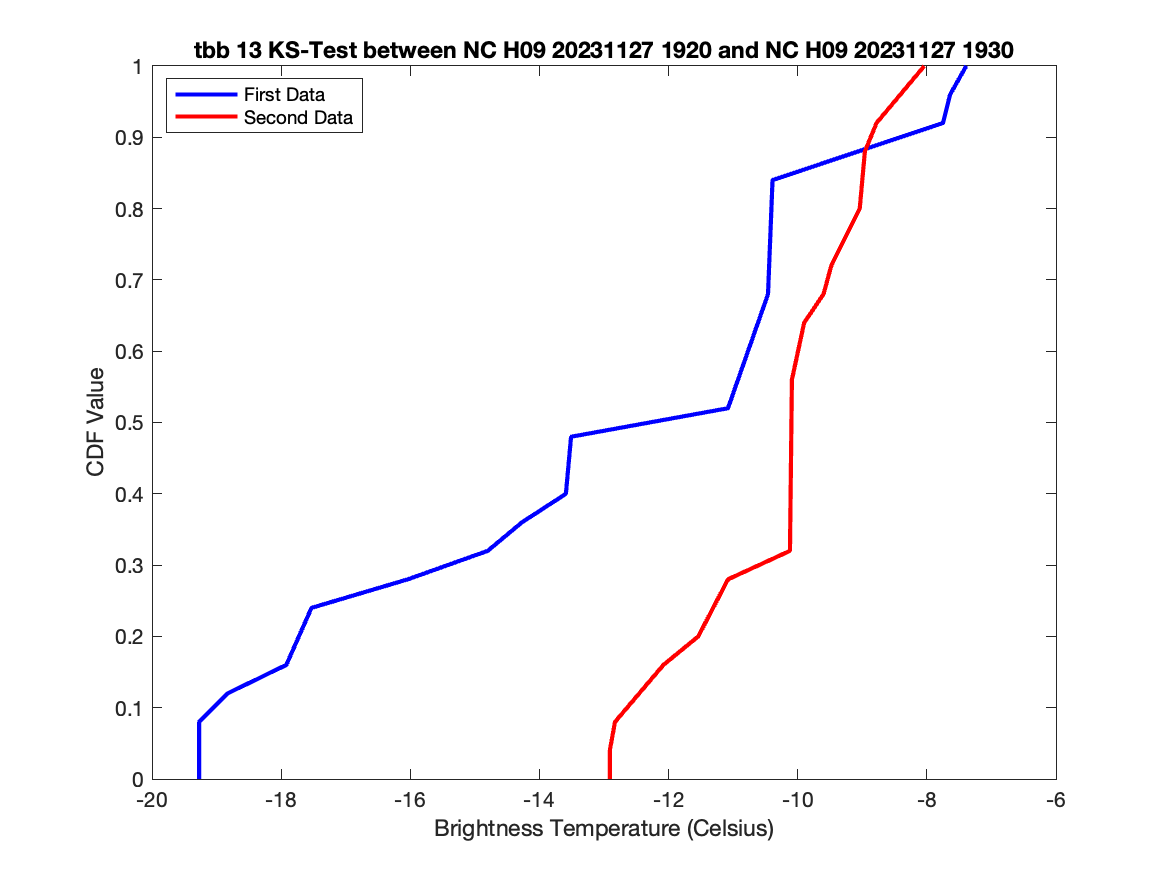 tbb 13 KS-Test between NC H09 20231127 1920 and NC H09 20231127 1930
First Data
Second Data
1
0.9
0.8
0.7
0.6
0.5
0.4
0.3
0.2
0.1
0
CDF Value
-20 -18 -16 -14 -12 -10 -8 -6
Brightness Temperature (Celsius)